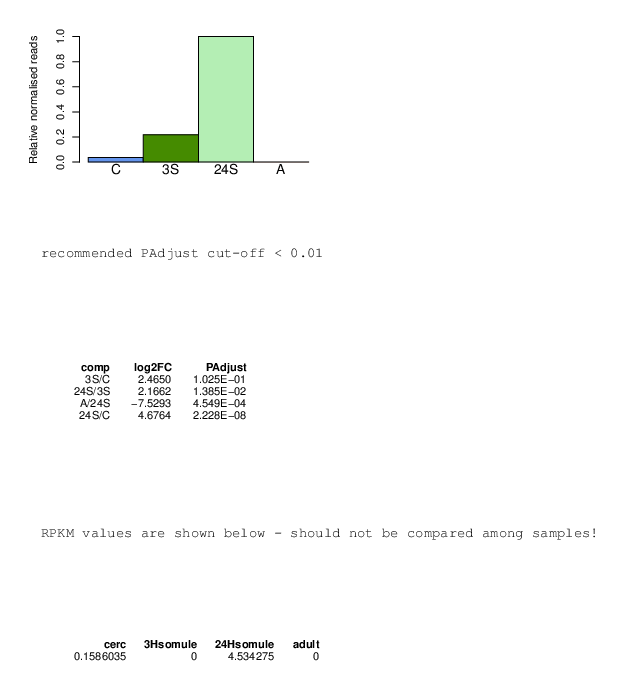 Relative normalised reads
1.0
0.8
0.6
0.4
0.2
0.0
C 3S 24S A
recommended PAdjust cut-off < 0.01
comp log2FC PAdjust
3S/C 2.4650 1.025E−01
24S/3S 2.1662 1.385E−02
A/24S −7.5293 4.549E−04
24S/C 4.6764 2.228E−08
RPKM values are shown below - should not be compared among samples!
cerc 3Hsomule 24Hsomule adult
0.1586035 0 4.534275 0